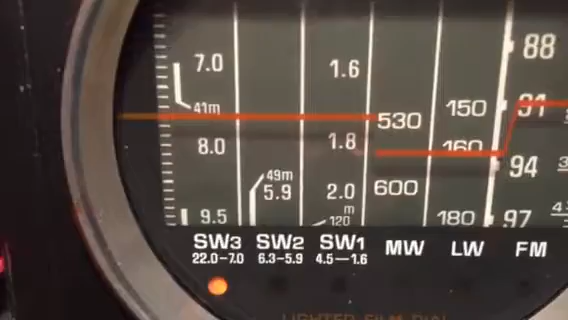 7.0 1.6 88
41m 150 91
530
8.0 1.8 160
49m 94
5.9 2.0 600
m
9.5 120 180 97
SW3 SW2 SW1 MW LW FM
22.0-7.0 6.3-5.9 4.5-1.6